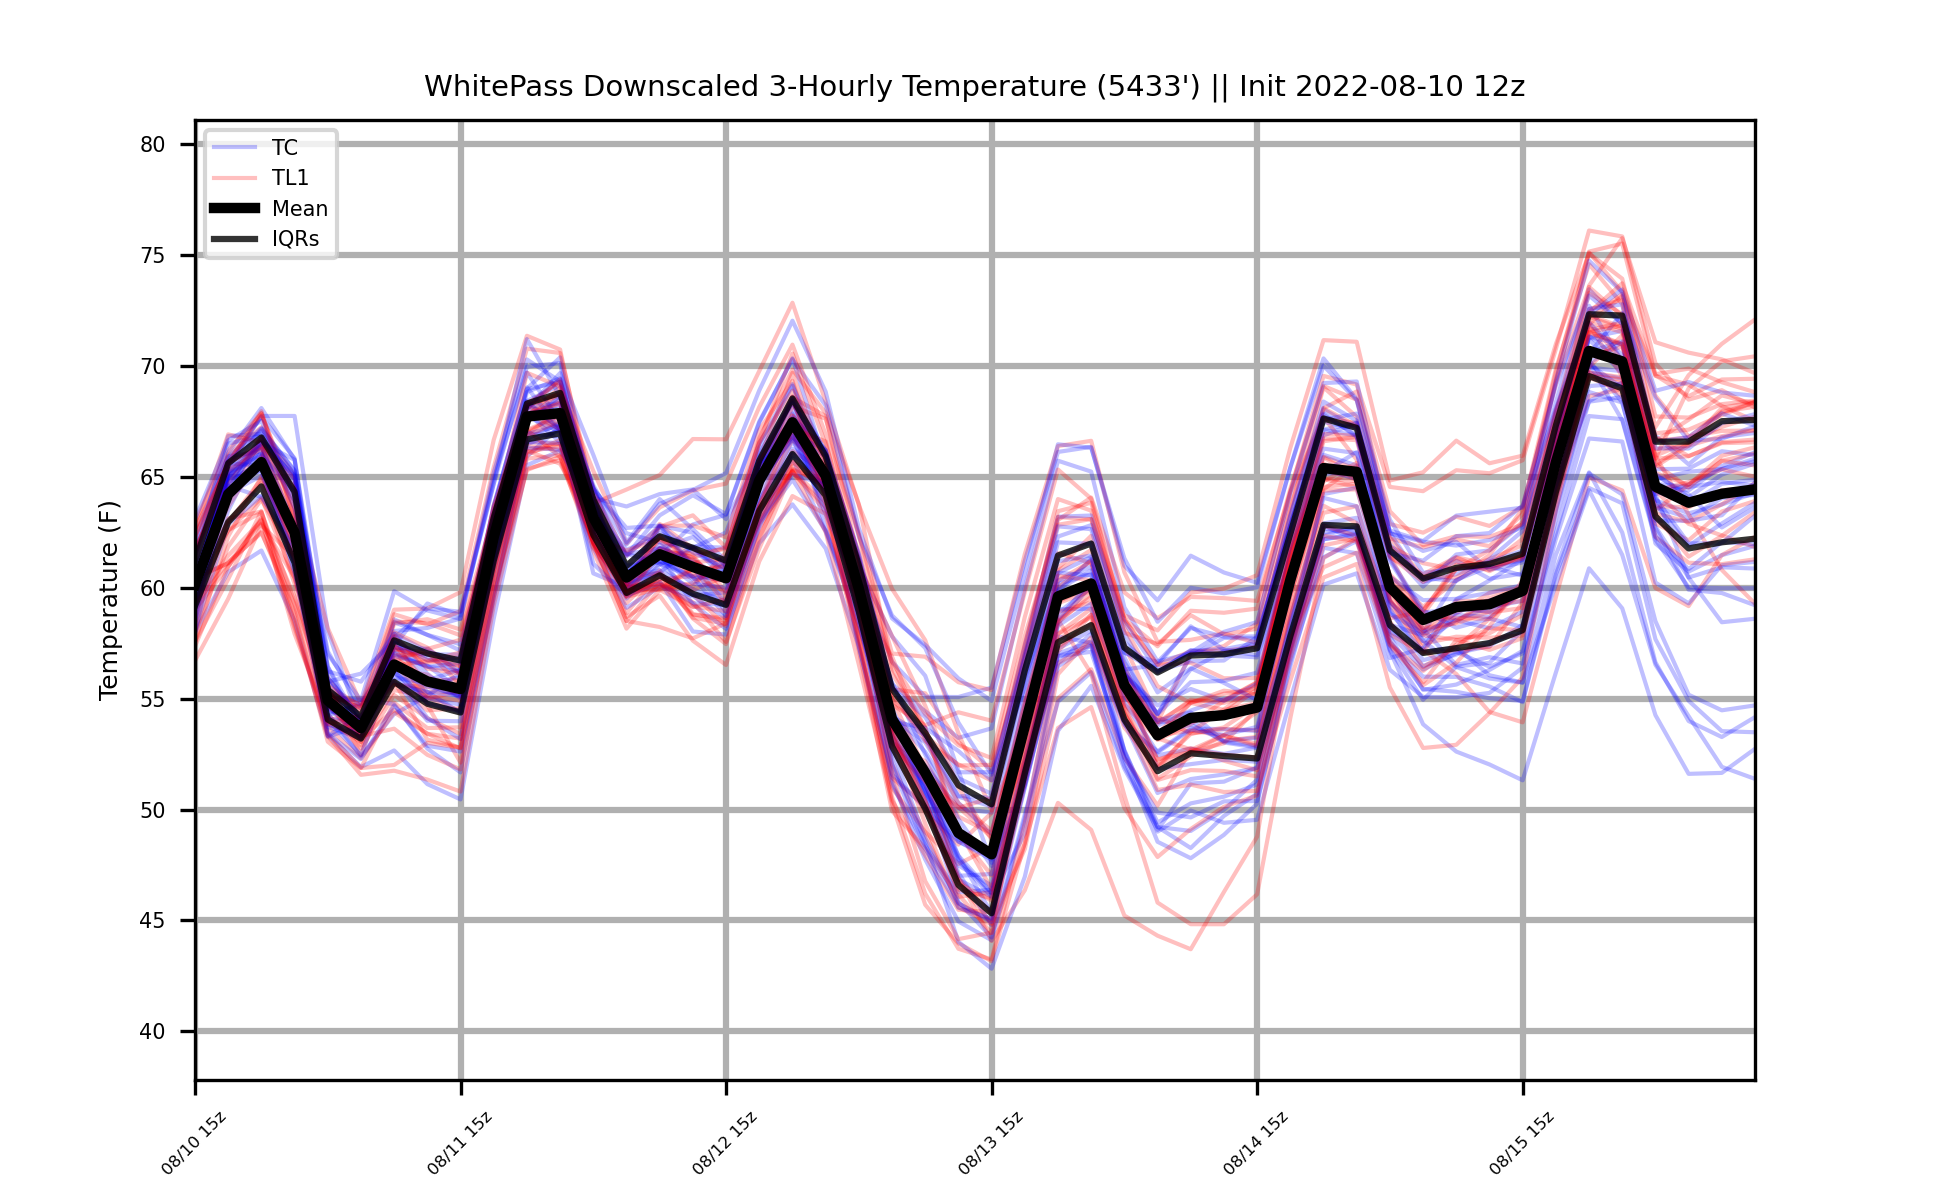 WhitePass Downscaled 3-Hourly Temperature (5433') || Init 2022-08-10 12z
TC
TL1
Mean
IQRs
Temperature (F)
80
75
70
65
60
55
50
45
40
08/10 15z
08/11 15z
08/12 15z
08/13 15z
08/14 15z
08/15 15z